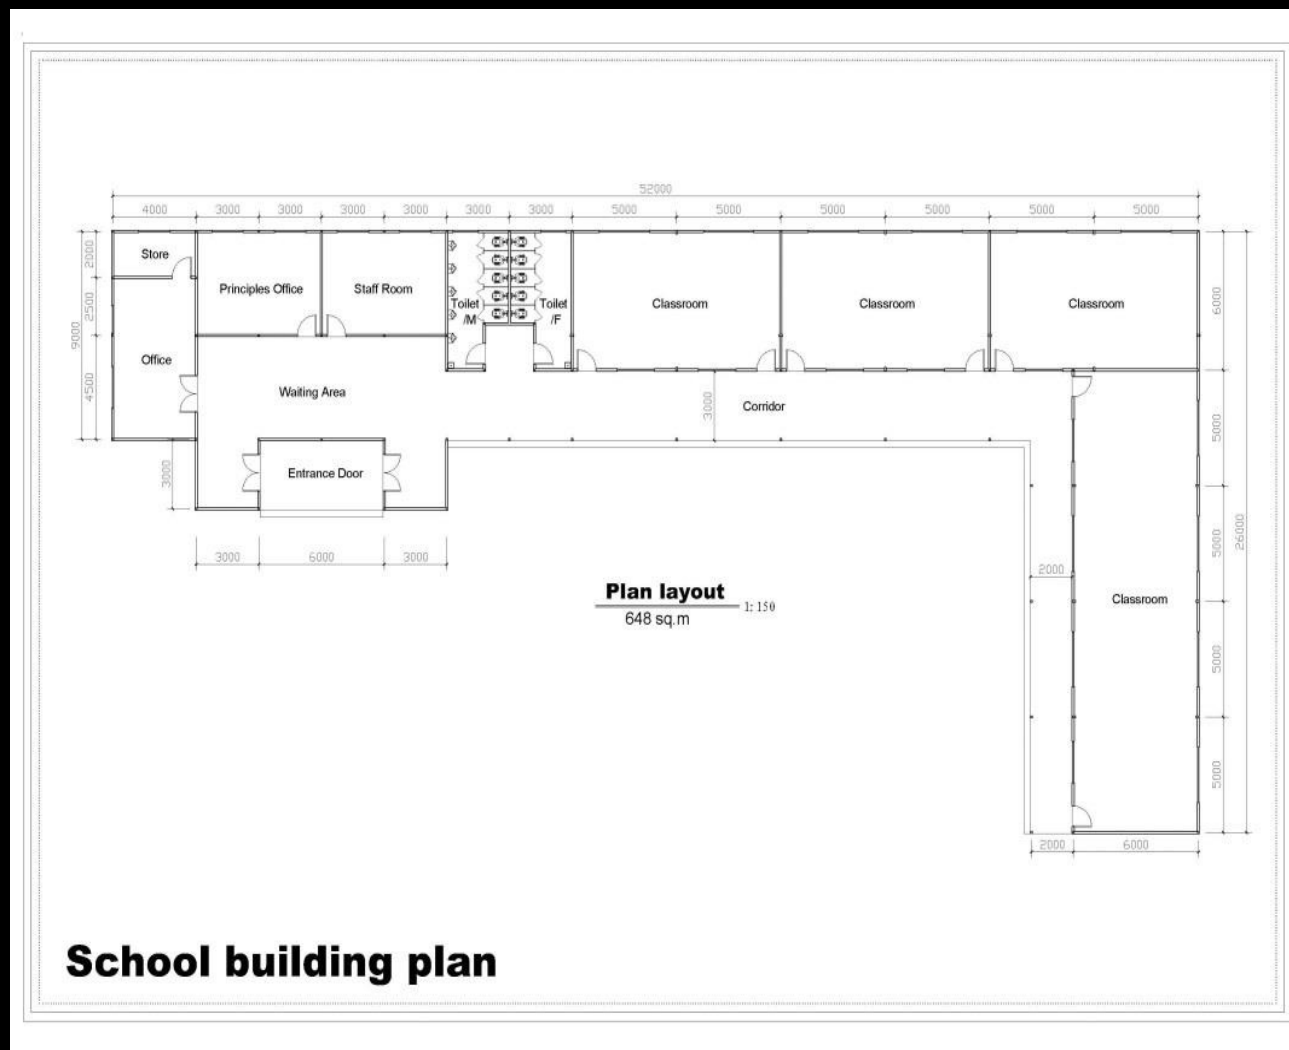 52000
4000 3000 3000 3000 3000 3000 3000 5000 5000 5000 5000 5000 5000
9000
2000
2500
4500
3000
Store
Principles Office
Staff Room
Toilet
/M
Toilet
/F
Classroom
Classroom
Classroom
6000
Office
Waiting Area
3000
Corridor
Entrance Door
5000
5000
5000
5000
26000
3000 6000 3000
Plan layout
1: 150
648 sq.m
2000
Classroom
2000 6000
School building plan